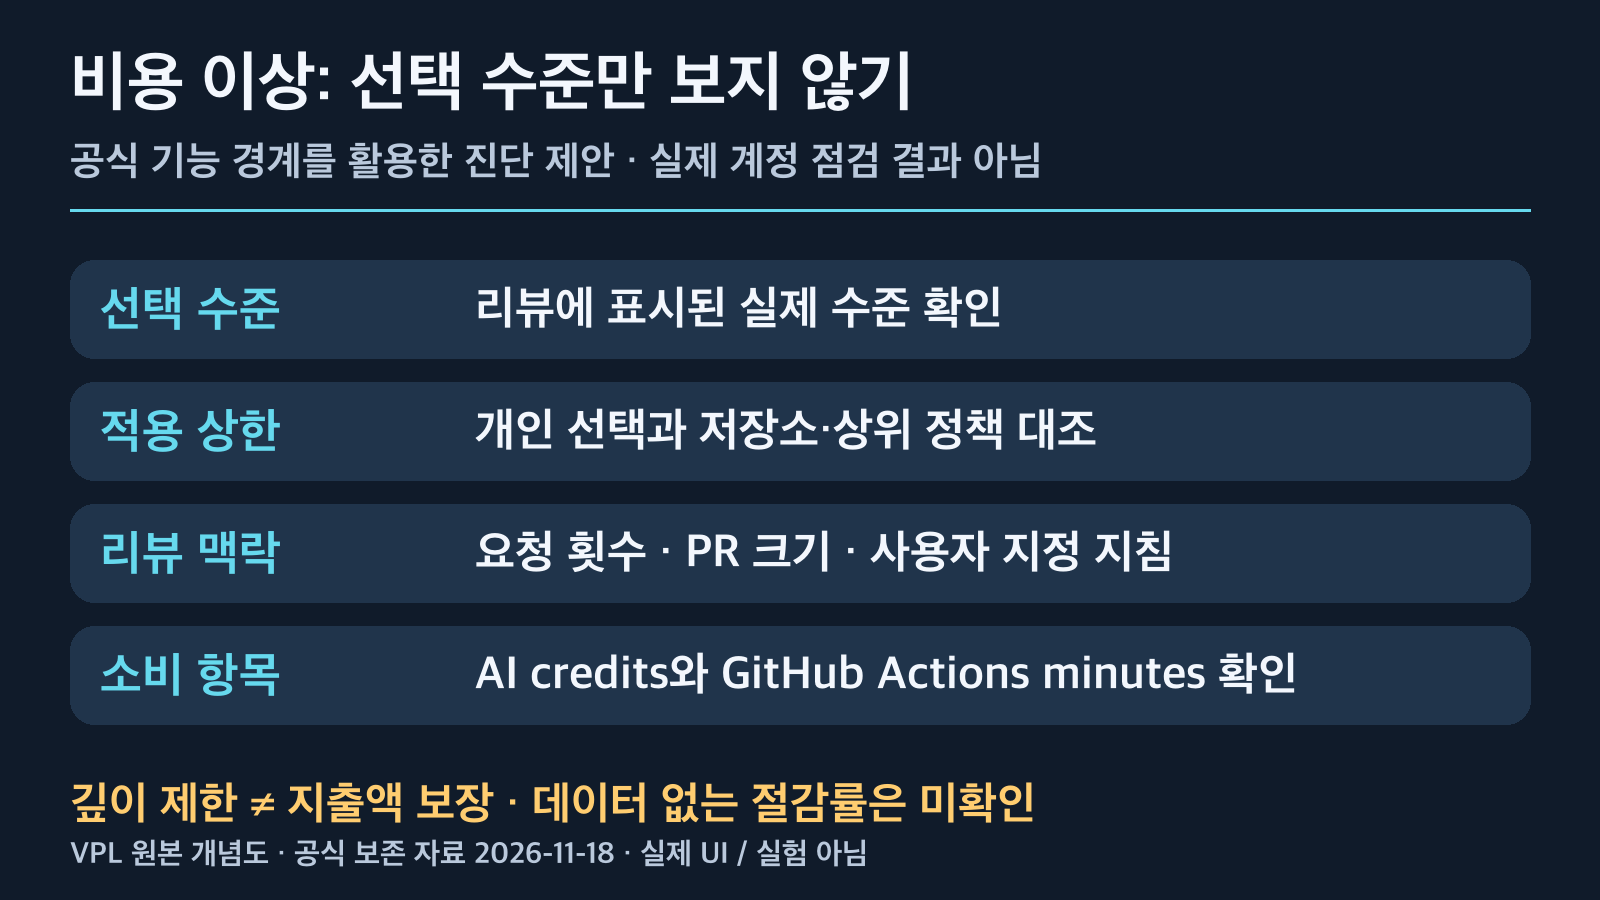 비용 이상: 선택 수준만 보지 않기
공식 기능 경계를 활용한 진단 제안 · 실제 계정 점검 결과 아님
선택 수준 리뷰에 표시된 실제 수준 확인
적용 상한 개인 선택과 저장소·상위 정책 대조
리뷰 맥락 요청 횟수 · PR 크기 · 사용자 지정 지침
소비 항목 AI credits와 GitHub Actions minutes 확인
깊이 제한 ≠ 지출액 보장 · 데이터 없는 절감률은 미확인
VPL 원본 개념도 · 공식 보존 자료 2026-11-18 · 실제 UI / 실험 아님